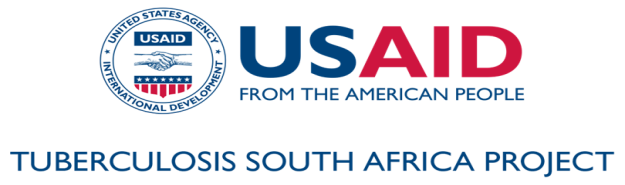 UNITED STATES AGENCY
USAID
INTERNATIONAL DEVELOPMENT
USAID
FROM THE AMERICAN PEOPLE
TUBERCULOSIS SOUTH AFRICA PROJECT